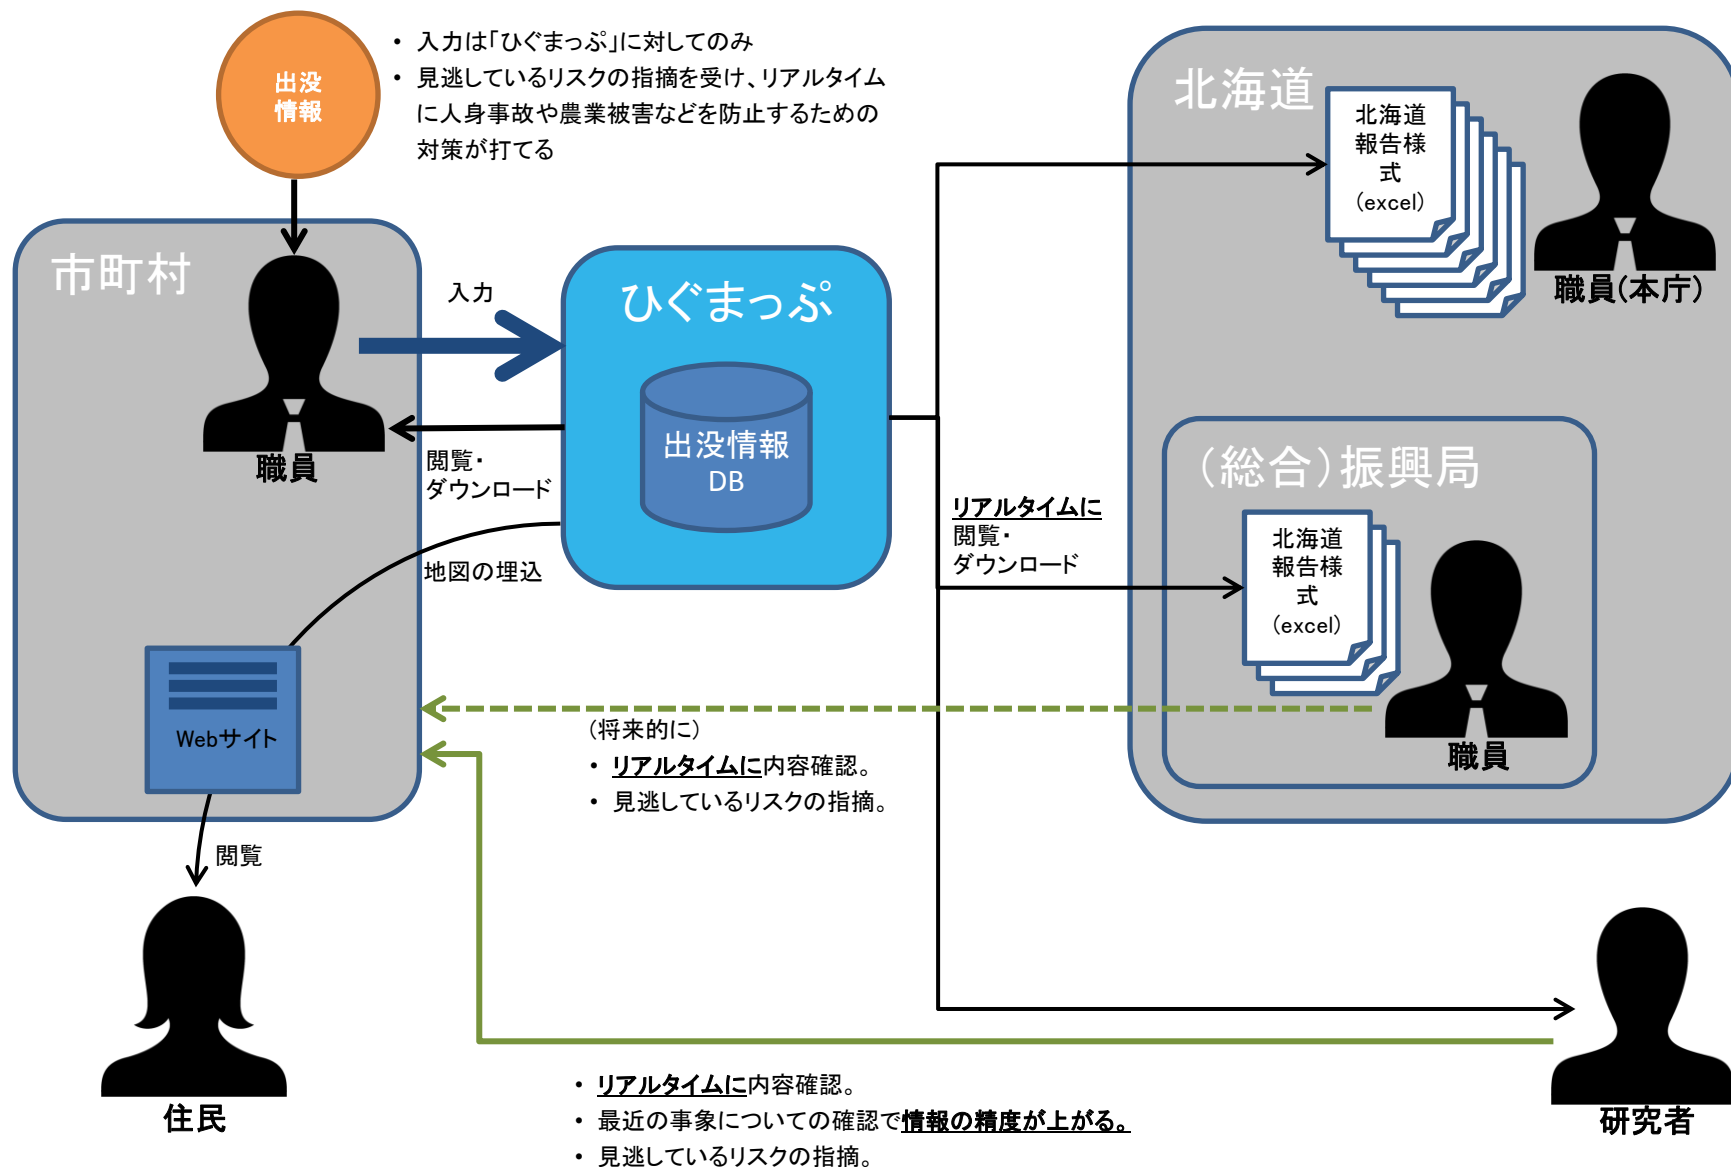 出没
情報
• 入力は「ひぐまっぷ」に対してのみ
• 見逃しているリスクの指摘を受け、リアルタイム
に人身事故や農業被害などを防止するための
対策が打てる
市町村
職員
入力
閲覧・
ダウンロード
地図の埋込
Webサイト
閲覧
住民
ひぐまっぷ
出没情報
DB
リアルタイムに
閲覧・
ダウンロード
北海道
北海道
報告様
式
(excel)
職員(本庁)
(総合)振興局
北海道
報告様
式
(excel)
職員
(将来的に)
• リアルタイムに内容確認。
• 見逃しているリスクの指摘。
• リアルタイムに内容確認。
• 最近の事象についての確認で情報の精度が上がる。
• 見逃しているリスクの指摘。
研究者